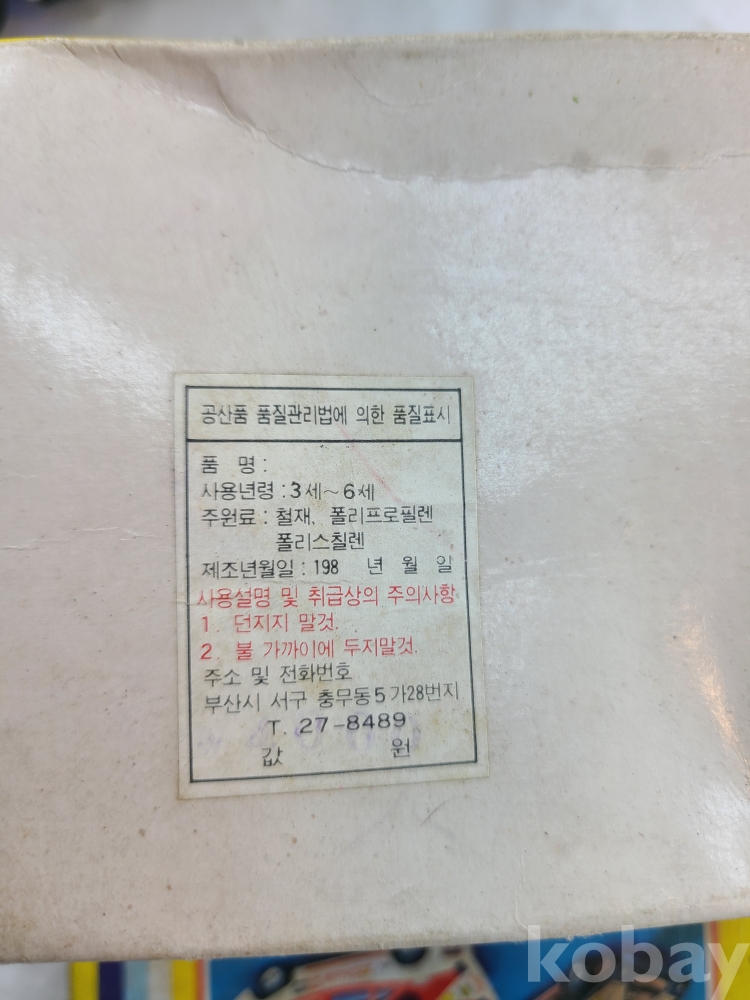 공산품 품질관리법에 의한 품질표시
품 명 :
사용년령 : 3세~6세
주원료 : 철재, 폴리프로필렌
폴리스칠렌
제조년월일 : 198 년 월 일
사용설명 및 취급상의 주의사항
1. 던지지 말것.
2. 불 가까이에 두지말것.
주소 및 전화번호
부산시 서구 충무동5가28번지
T. 27-8489
값 원
kobay